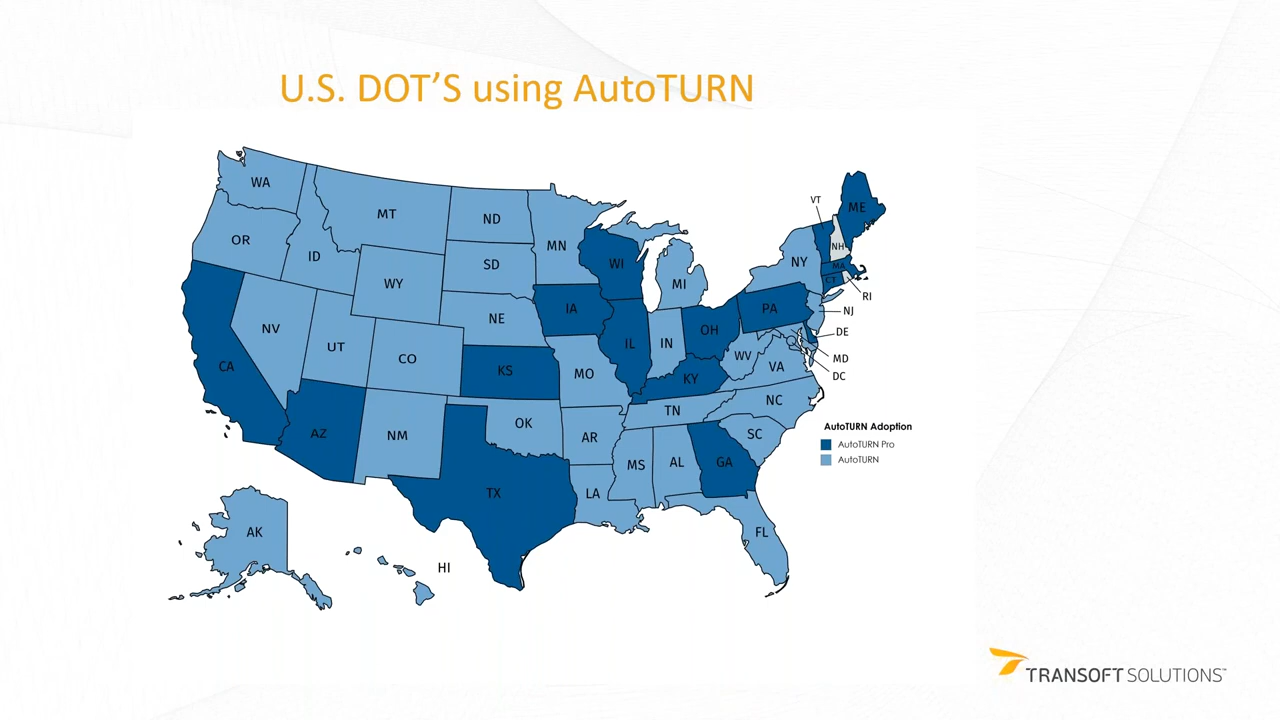 U.S. DOT'S using AutoTURN
WA
MT
ND
MN
OR
ID
SD
WY
WI
MI
NY
VT
ME
NH
MA
CT
RI
NJ
DE
MD
DC
NV
UT
CO
NE
IA
IL
IN
OH
PA
WV
VA
CA
KS
MO
KY
AZ
NM
OK
AR
TN
NC
SC
MS
AL
GA
TX
LA
FL
AK
HI
AutoTURN Adoption
AutoTURN Pro
AutoTURN
TRANSOFT SOLUTIONS™